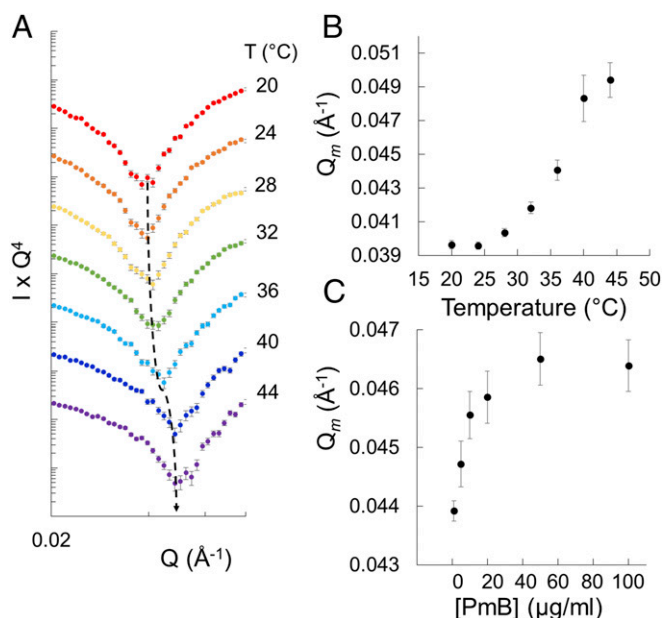 A
T (°C)
20
24
28
32
36
40
44
I x Q⁴
0.02
Q (Å⁻¹)
B
0.051
0.049
0.047
0.045
0.043
0.041
0.039
Qₘ (Å⁻¹)
15 20 25 30 35 40 45 50
Temperature (°C)
C
0.047
0.046
0.045
0.044
0.043
Qₘ (Å⁻¹)
0 20 40 60 80 100
[PmB] (µg/ml)